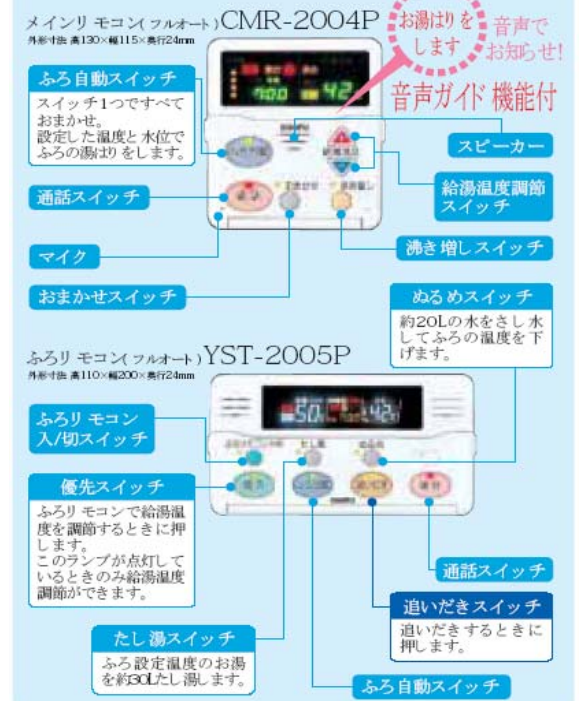 メインリモコン(フルオート)CMR-2004P
外形寸法 高130×幅115×奥行24mm
お湯はりを
します
音声で
お知らせ!
音声ガイド機能付
ふろ自動スイッチ
スイッチ1つですべて
おまかせ。
設定した温度と水位で
ふろの湯はりをします。
7:00
42
スピーカー
通話スイッチ
給湯温度調節
スイッチ
マイク
沸き増しスイッチ
おまかせスイッチ
ぬるめスイッチ
約20Lの水をさし水
してふろの温度を下
げます。
ふろリモコン(フルオート)YST-2005P
外形寸法 高110×幅200×奥行24mm
ふろリモコン
入/切スイッチ
優先スイッチ
ふろリモコンで給湯温
度を調節するときに押
します。
このランプが点灯して
いるときのみ給湯温度
調節ができます。
通話スイッチ
追いだきスイッチ
追いだきするときに
押します。
たし湯スイッチ
ふろ設定温度のお湯
を約30Lたし湯します。
ふろ自動スイッチ